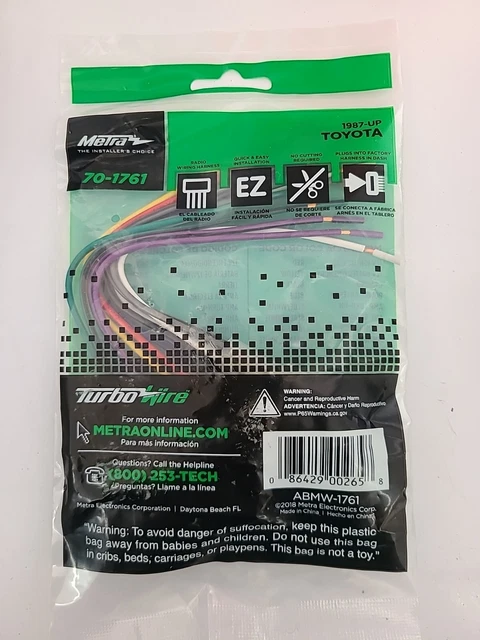 Metra
THE INSTALLER'S CHOICE
70-1761
1987-UP
TOYOTA
RADIO
WIRING HARNESS
QUICK & EASY
INSTALLATION
NO CUTTING
REQUIRED
PLUGS INTO FACTORY
HARNESS IN DASH
EZ
EL CABLEADO
DEL RADIO
INSTALACIÓN
FÁCIL Y RÁPIDA
NO SE REQUIERE
DE CORTE
SE CONECTA A FÁBRICA
ARNÉS EN EL TABLERO
TurboWire
For more information
METRAONLINE.COM
Para más información
Questions? Call the Helpline
(800) 253-TECH
¿Preguntas? Llame a la línea
Metra Electronics Corporation | Daytona Beach FL
WARNING:
Cancer and Reproductive Harm
ADVERTENCIA: Cáncer y Daño Reproductivo
www.P65Warnings.ca.gov
0 86429 00265 8
ABMW-1761
©2018 Metra Electronics Corp.
Made in China | Hecho en China
"Warning: To avoid danger of suffocation, keep this plastic
bag away from babies and children. Do not use this bag
in cribs, beds, carriages, or playpens. This bag is not a toy."